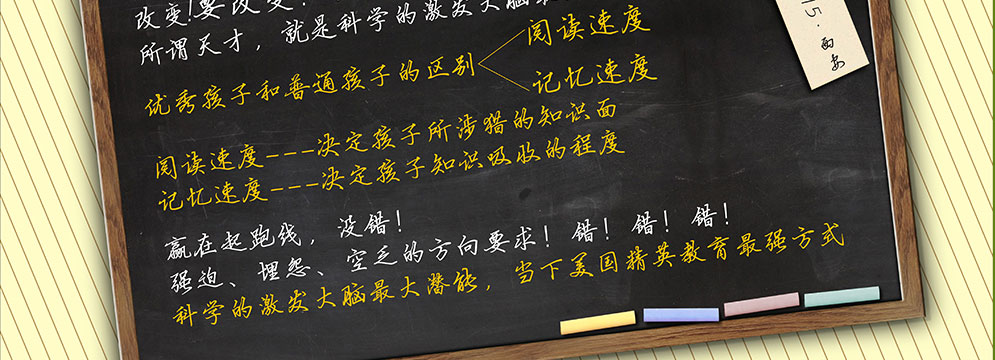 改变!要改变!
所谓天才，就是科学的激发大脑
优秀孩子和普通孩子的区别
阅读速度
记忆速度
阅读速度---决定孩子所涉猎的知识面
记忆速度---决定孩子知识吸收的程度
赢在起跑线，没错！
强迫、埋怨、空乏的方向要求！错！错！错！
科学的激发大脑最大潜能，当下美国精英教育最强方式
15·西安